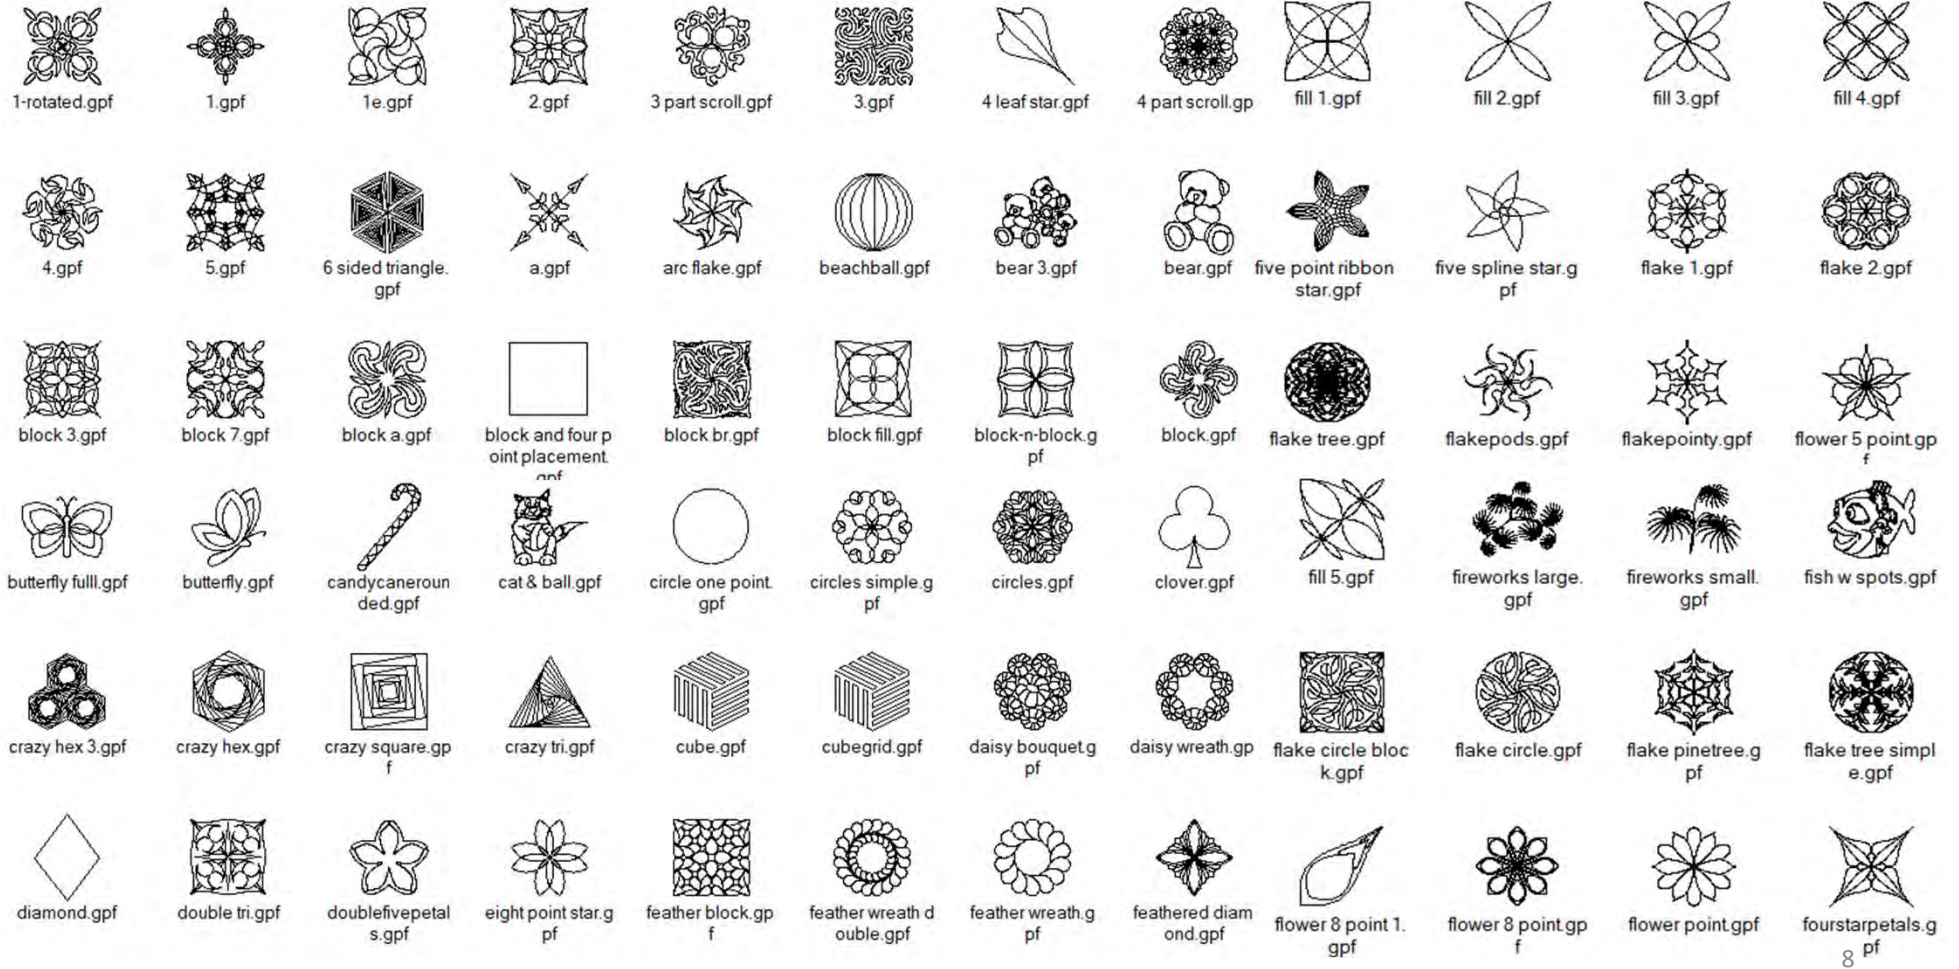 1-rotated.gpf
1.gpf
1e.gpf
2.gpf
3 part scroll.gpf
3.gpf
4 leaf star.gpf
4 part scroll.gp
fill 1.gpf
fill 2.gpf
fill 3.gpf
fill 4.gpf
4.gpf
5.gpf
6 sided triangle.
gpf
a.gpf
arc flake.gpf
beachball.gpf
bear 3.gpf
bear.gpf
five point ribbon
star.gpf
five spline star.g
pf
flake 1.gpf
flake 2.gpf
block 3.gpf
block 7.gpf
block a.gpf
block and four p
oint placement.
gpf
block br.gpf
block fill.gpf
block-n-block.g
pf
block.gpf
flake tree.gpf
flakepods.gpf
flakepointy.gpf
flower 5 point.gp
f
butterfly fulll.gpf
butterfly.gpf
candycaneroun
ded.gpf
cat & ball.gpf
circle one point.
gpf
circles simple.g
pf
circles.gpf
clover.gpf
fill 5.gpf
fireworks large.
gpf
fireworks small.
gpf
fish w spots.gpf
crazy hex 3.gpf
crazy hex.gpf
crazy square.gp
f
crazy tri.gpf
cube.gpf
cubegrid.gpf
daisy bouquet.g
pf
daisy wreath.gp
flake circle bloc
k.gpf
flake circle.gpf
flake pinetree.g
pf
flake tree simpl
e.gpf
diamond.gpf
double tri.gpf
doublefivepetal
s.gpf
eight point star.g
pf
feather block.gp
f
feather wreath d
ouble.gpf
feather wreath.g
pf
feathered diam
ond.gpf
flower 8 point 1.
gpf
flower 8 point.gp
f
flower point.gpf
fourstarpetals.g
pf
8